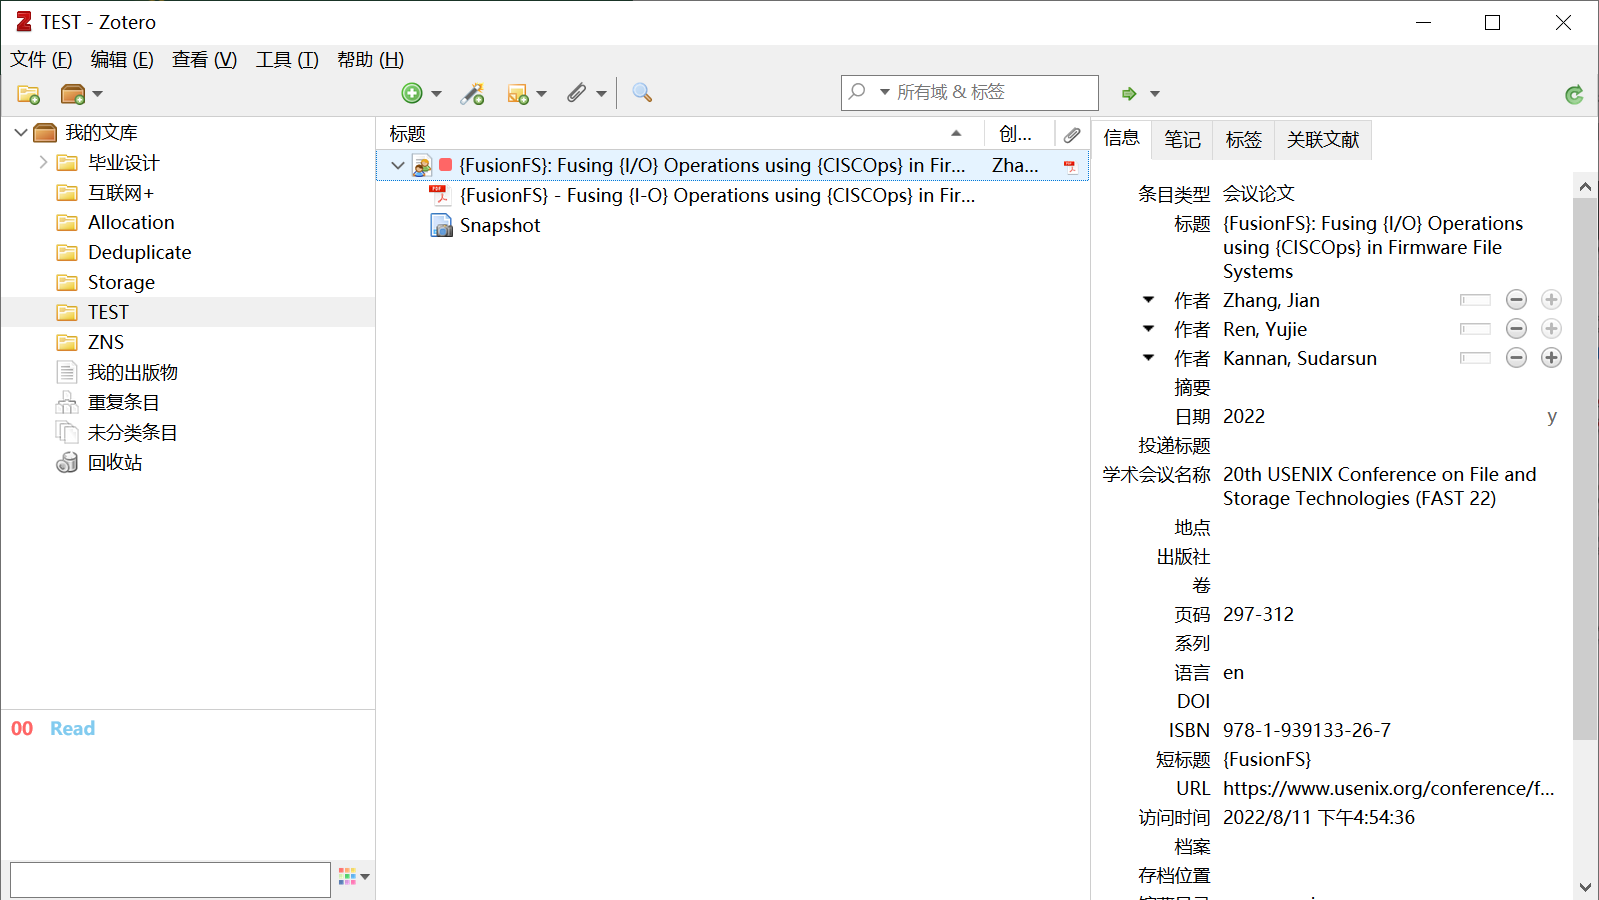 TEST - Zotero
文件 (F) 编辑 (E) 查看 (V) 工具 (T) 帮助 (H)
所有域 & 标签
我的文库
毕业设计
互联网+
Allocation
Deduplicate
Storage
TEST
ZNS
我的出版物
重复条目
未分类条目
回收站
00 Read
标题 创...
{FusionFS}: Fusing {I/O} Operations using {CISCOps} in Fir... Zha...
{FusionFS} - Fusing {I-O} Operations using {CISCOps} in Fir...
Snapshot
信息 笔记 标签 关联文献
条目类型 会议论文
标题 {FusionFS}: Fusing {I/O} Operations
using {CISCOps} in Firmware File
Systems
作者 Zhang, Jian
作者 Ren, Yujie
作者 Kannan, Sudarsun
摘要
日期 2022 y
投递标题
学术会议名称 20th USENIX Conference on File and
Storage Technologies (FAST 22)
地点
出版社
卷
页码 297-312
系列
语言 en
DOI
ISBN 978-1-939133-26-7
短标题 {FusionFS}
URL https://www.usenix.org/conference/f...
访问时间 2022/8/11 下午4:54:36
档案
存档位置